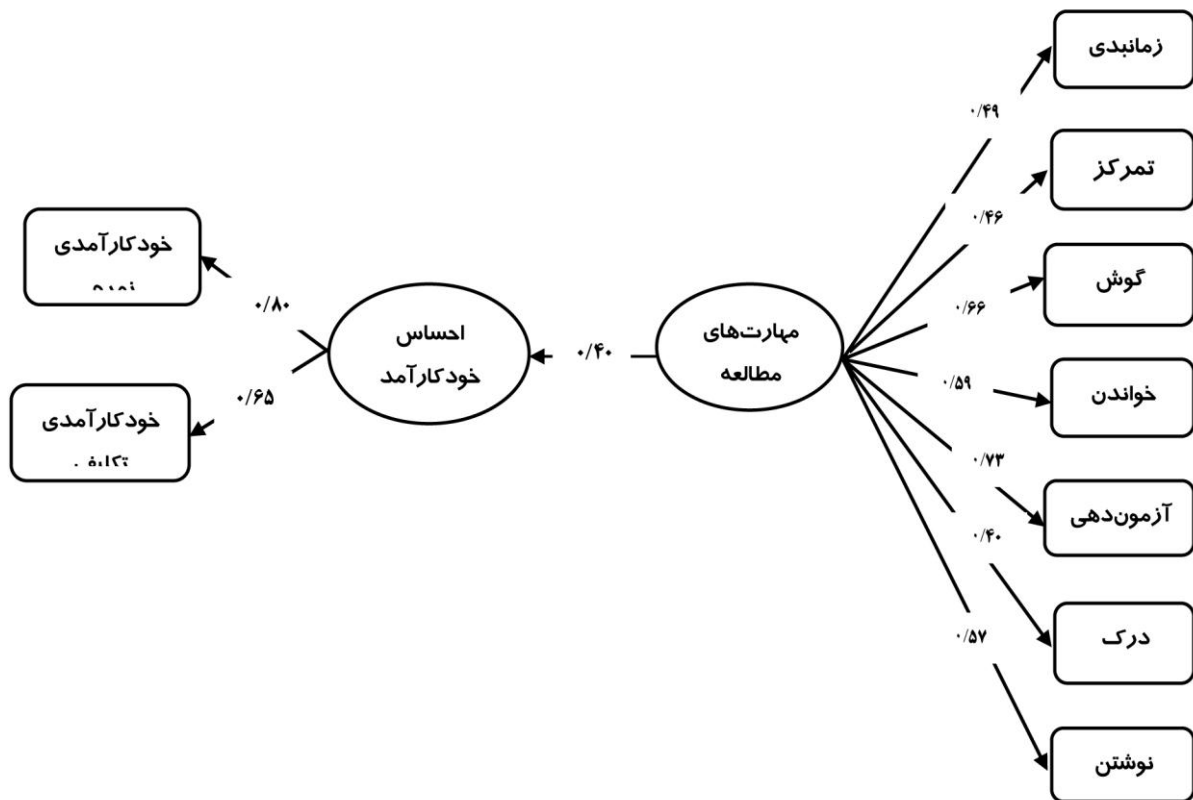 زمانبدی
۰/۴۹
تمرکز
۰/۴۶
گوش
۰/۶۶
خواندن
۰/۵۹
آزمون‌دهی
۰/۷۳
درک
۰/۴۰
نوشتن
۰/۵۷
مهارت‌های
مطالعه
۰/۴۰
احساس
خودکارآمد
۰/۸۰
خودکارآمدی
۰/۶۵
خودکارآمدی